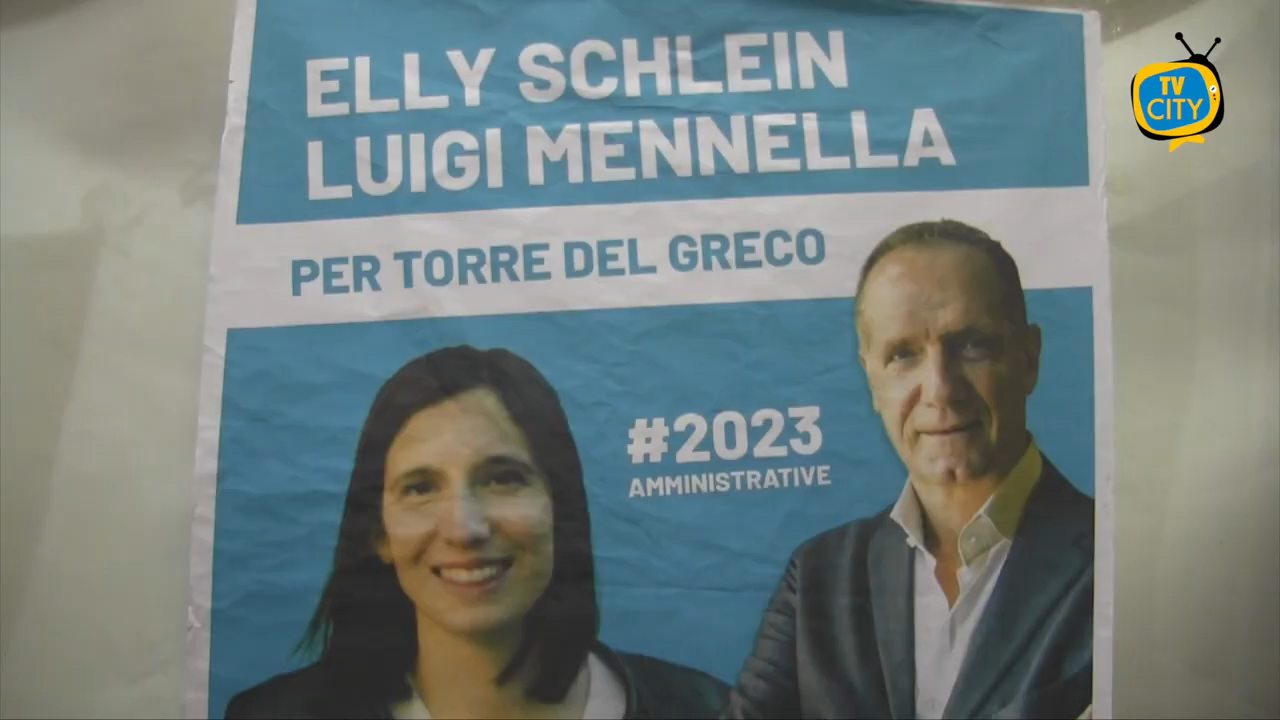 ELLY SCHLEIN
LUIGI MENNELLA
PER TORRE DEL GRECO
#2023
AMMINISTRATIVE
TV
CITY